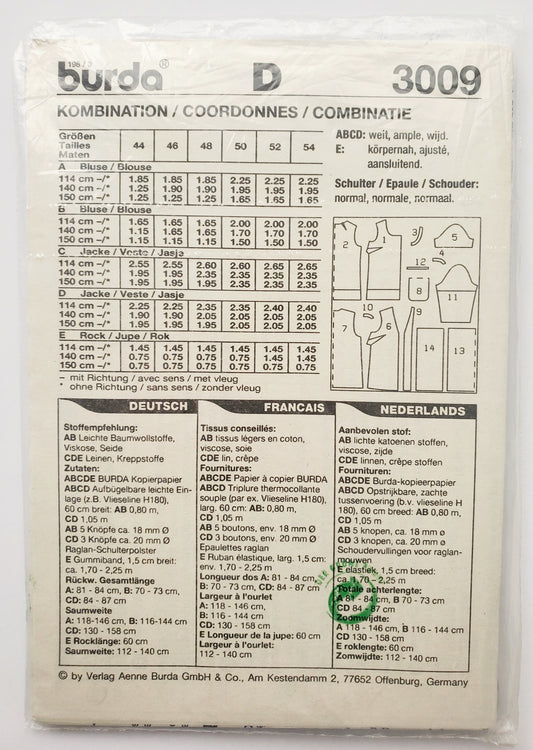 burda® D 3009
KOMBINATION / COORDONNES / COMBINATIE
Größen
Tailles
Maten
44 46 48 50 52 54
A Bluse / Blouse
114 cm –/* 1.85 1.85 1.85 2.25 2.25 2.25
140 cm –/* 1.25 1.90 1.90 1.95 1.95 1.95
150 cm –/* 1.25 1.25 1.25 1.65 1.65 1.65
B Bluse / Blouse
114 cm –/* 1.65 1.65 1.65 2.00 2.00 2.00
140 cm –/* 1.15 1.65 1.65 1.70 1.70 1.70
150 cm –/* 1.15 1.15 1.15 1.50 1.50 1.50
C Jacke / Veste / Jasje
114 cm –/* 2.55 2.55 2.60 2.60 2.65 2.65
140 cm –/* 1.95 1.95 2.35 2.35 2.35 2.35
150 cm –/* 1.95 1.95 2.35 2.35 2.35 2.35
D Jacke / Veste / Jasje
114 cm –/* 2.25 2.25 2.35 2.35 2.40 2.40
140 cm –/* 1.90 1.90 2.05 2.05 2.05 2.05
150 cm –/* 1.95 1.95 1.95 2.05 2.05 2.05
E Rock / Jupe / Rok
114 cm –/* 1.45 1.45 1.45 1.45 1.45 1.45
140 cm –/* 0.75 0.75 0.75 0.75 0.75 0.75
150 cm –/* 0.75 0.75 0.75 0.75 0.75 0.75
– mit Richtung / avec sens / met vleug
* ohne Richtung / sans sens / zonder vleug
ABCD: weit, ample, wijd.
E: körpernah, ajusté,
aansluitend.
Schulter / Epaule / Schouder:
normal, normale, normaal.
2 1 3 5
4
12
8 11
10 9
7 6 14 13
DEUTSCH
Stoffempfehlung:
AB Leichte Baumwollstoffe,
Viskose, Seide
CDE Leinen, Kreppstoffe
Zutaten:
ABCDE BURDA Kopierpapier
ABCD Aufbügelbare leichte Ein-
lage (z.B. Vlieseline H180),
60 cm breit: AB 0,80 m,
CD 1,05 m
AB 5 Knöpfe ca. 18 mm Ø
CD 3 Knöpfe ca. 20 mm Ø
Raglan-Schulterpolster
E Gummiband, 1,5 cm breit:
ca. 1,70 - 2,25 m
Rückw. Gesamtlänge
A: 81 - 84 cm, B: 70 - 73 cm,
CD: 84 - 87 cm
Saumweite
A: 118-146 cm, B: 116-144 cm
CD: 130 - 158 cm
E Rocklänge: 60 cm
Saumweite: 112 - 140 cm
FRANCAIS
Tissus conseillés:
AB tissus légers en coton,
viscose, soie
CDE lin, crêpe
Fournitures:
ABCDE Papier à copier BURDA
ABCD Triplure thermocollante
souple (par ex. Vlieseline H180),
larg. 60 cm: AB: 0,80 m,
CD: 1,05 m
AB 5 boutons, env. 18 mm Ø
CD 3 boutons, env. 20 mm Ø
Epaulettes raglan
E Ruban élastique, larg. 1,5 cm:
env. 1,70 - 2,25 m
Longueur dos A: 81 - 84 cm,
B: 70 - 73 cm, CD: 84 - 87 cm
Largeur à l'ourlet
A: 118 - 146 cm,
B: 116 - 144 cm
CD: 130 - 158 cm
E Longueur de la jupe: 60 cm
Largeur à l'ourlet:
112 - 140 cm
NEDERLANDS
Aanbevolen stof:
AB lichte katoenen stoffen,
viscose, zijde
CDE linnen, crêpe stoffen
Fournituren:
ABCDE Burda-kopieerpapier
ABCD Opstrijkbare, zachte
tussenvoering (b.v. vlieseline H
180), 60 cm breed: AB 0,80 m,
CD 1,05 m
AB 5 knopen, ca. 18 mm Ø
CD 3 knopen, ca. 20 mm Ø
Schoudervullingen voor raglan-
mouwen
E elastiek, 1,5 cm breed:
ca. 1,70 - 2,25 m
Totale achterlengte:
A 81 - 84 cm, B 70 - 73 cm
CD 84 - 87 cm
Zoomwijdte:
A 118 - 146 cm, B 116 - 144 cm
CD 130 - 158 cm
E roklengte: 60 cm
Zoomwijdte: 112 - 140 cm
© by Verlag Aenne Burda GmbH & Co., Am Kestendamm 2, 77652 Offenburg, Germany